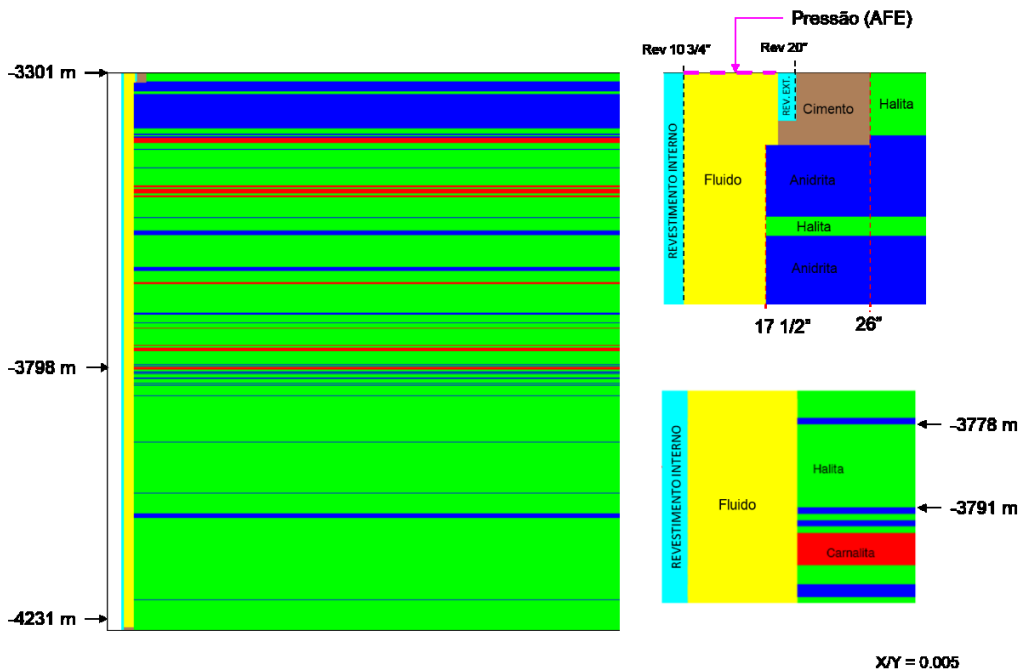 Pressão (AFE)
Rev 10 3/4"
Rev 20"
-3301 m
REV. EXT.
Cimento
Halita
REVESTIMENTO INTERNO
Fluido
Anidrita
Halita
Anidrita
17 1/2"
26"
-3798 m
-3778 m
REVESTIMENTO INTERNO
Halita
Fluido
-3791 m
Carnalita
-4231 m
X/Y = 0.005